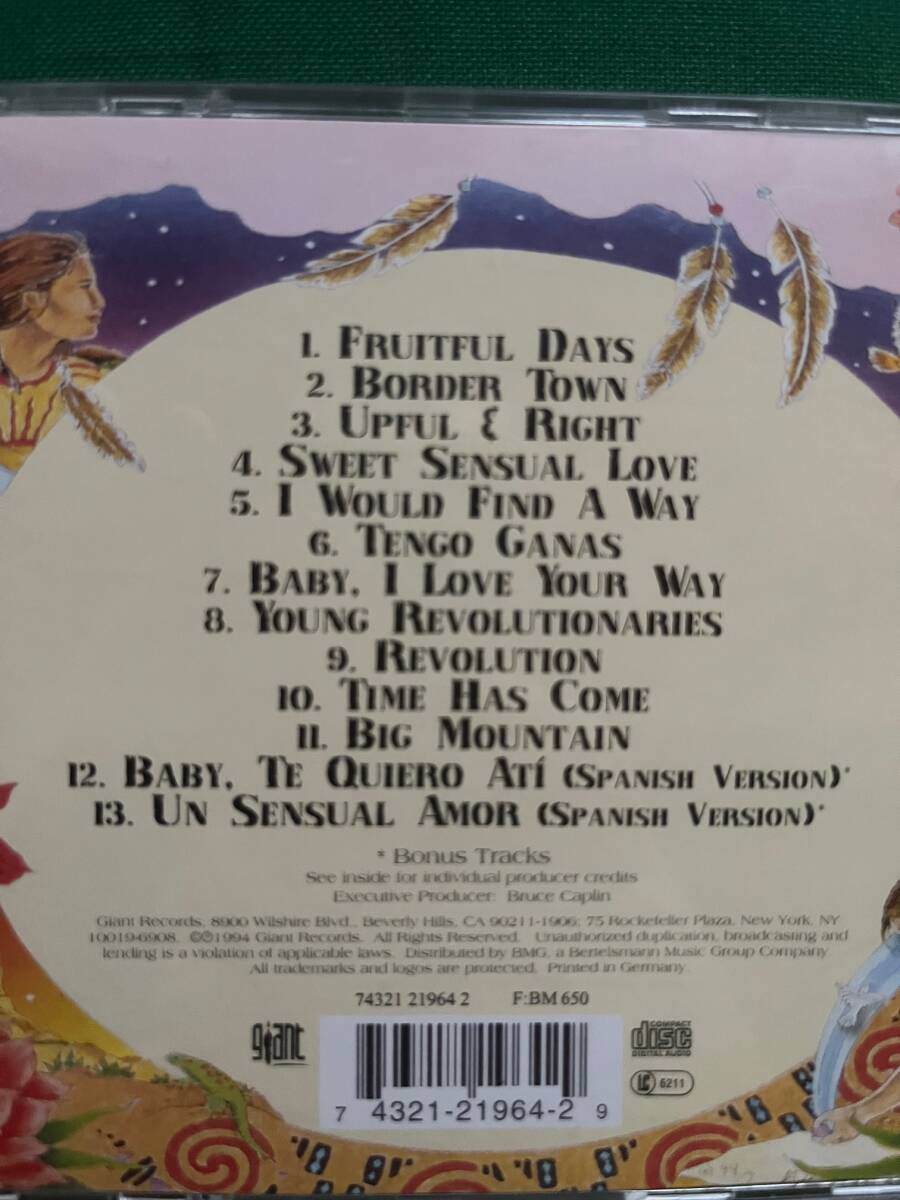 1. FRUITFUL DAYS
2. BORDER TOWN
3. UPFUL & RIGHT
4. SWEET SENSUAL LOVE
5. I WOULD FIND A WAY
6. TENGO GANAS
7. BABY, I LOVE YOUR WAY
8. YOUNG REVOLUTIONARIES
9. REVOLUTION
10. TIME HAS COME
11. BIG MOUNTAIN
12. BABY, TE QUIERO ATÍ (SPANISH VERSION)*
13. UN SENSUAL AMOR (SPANISH VERSION)*
* Bonus Tracks
See inside for individual producer credits
Executive Producer: Bruce Caplin
Giant Records, 8900 Wilshire Blvd., Beverly Hills, CA 90211-1906; 75 Rockefeller Plaza, New York, NY
10019-6908. ©℗1994 Giant Records. All Rights Reserved. Unauthorized duplication, broadcasting and
lending is a violation of applicable laws. Distributed by BMG, a Bertelsmann Music Group Company.
All trademarks and logos are protected. Printed in Germany.
74321 21964 2 F:BM 650
giant
COMPACT
disc
DIGITAL AUDIO
LC 6211
7 4321-21964-2 9